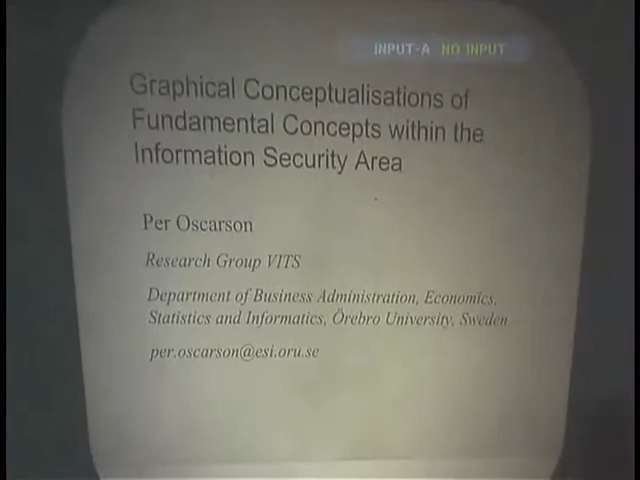 INPUT-A NO INPUT
Graphical Conceptualisations of
Fundamental Concepts within the
Information Security Area
Per Oscarson
Research Group VITS
Department of Business Administration, Economics,
Statistics and Informatics, Örebro University, Sweden
per.oscarson@esi.oru.se